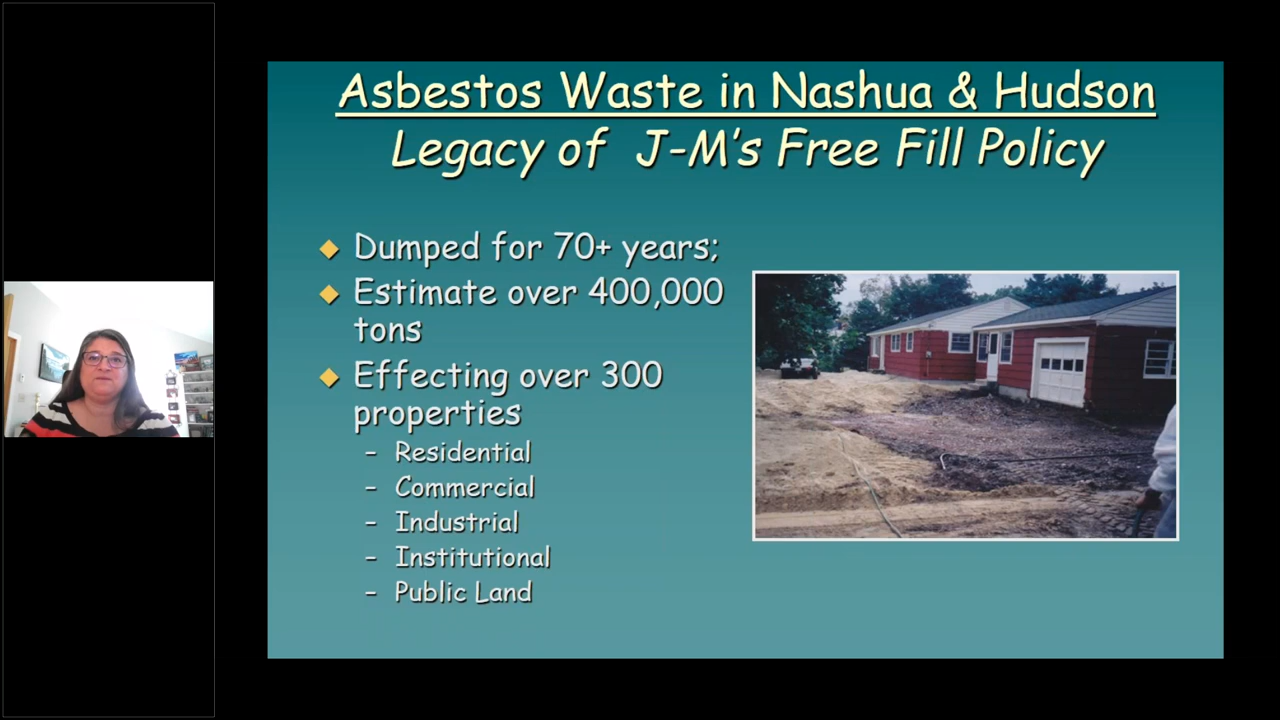 Asbestos Waste in Nashua & Hudson
Legacy of J-M's Free Fill Policy
◆ Dumped for 70+ years;
◆ Estimate over 400,000
tons
◆ Effecting over 300
properties
– Residential
– Commercial
– Industrial
– Institutional
– Public Land